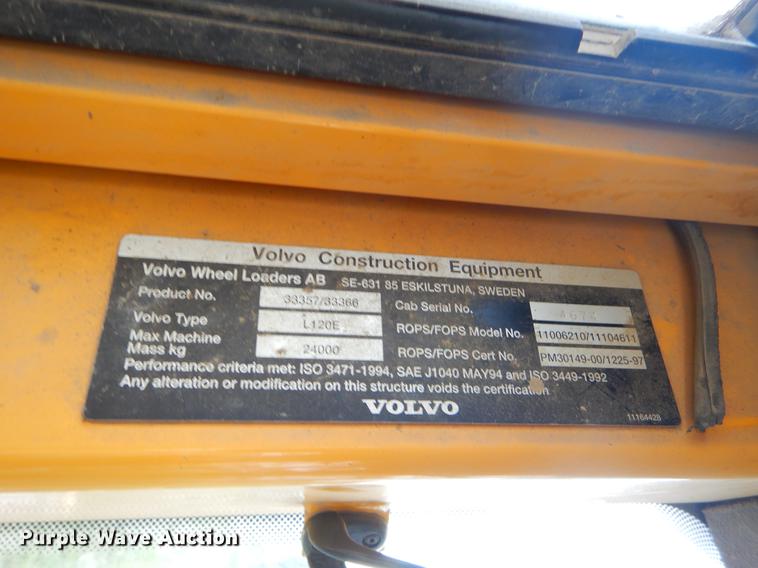 Volvo Construction Equipment
Volvo Wheel Loaders AB SE-631 85 ESKILSTUNA, SWEDEN
Product No. 33357/33366 Cab Serial No.
Volvo Type L120E ROPS/FOPS Model No. 11006210/11104611
Max Machine
Mass kg 24000 ROPS/FOPS Cert No. PM30149-00/1225-97
Performance criteria met: ISO 3471-1994, SAE J1040 MAY94 and ISO 3449-1992
Any alteration or modification on this structure voids the certification
VOLVO
11164428
Purple Wave Auction